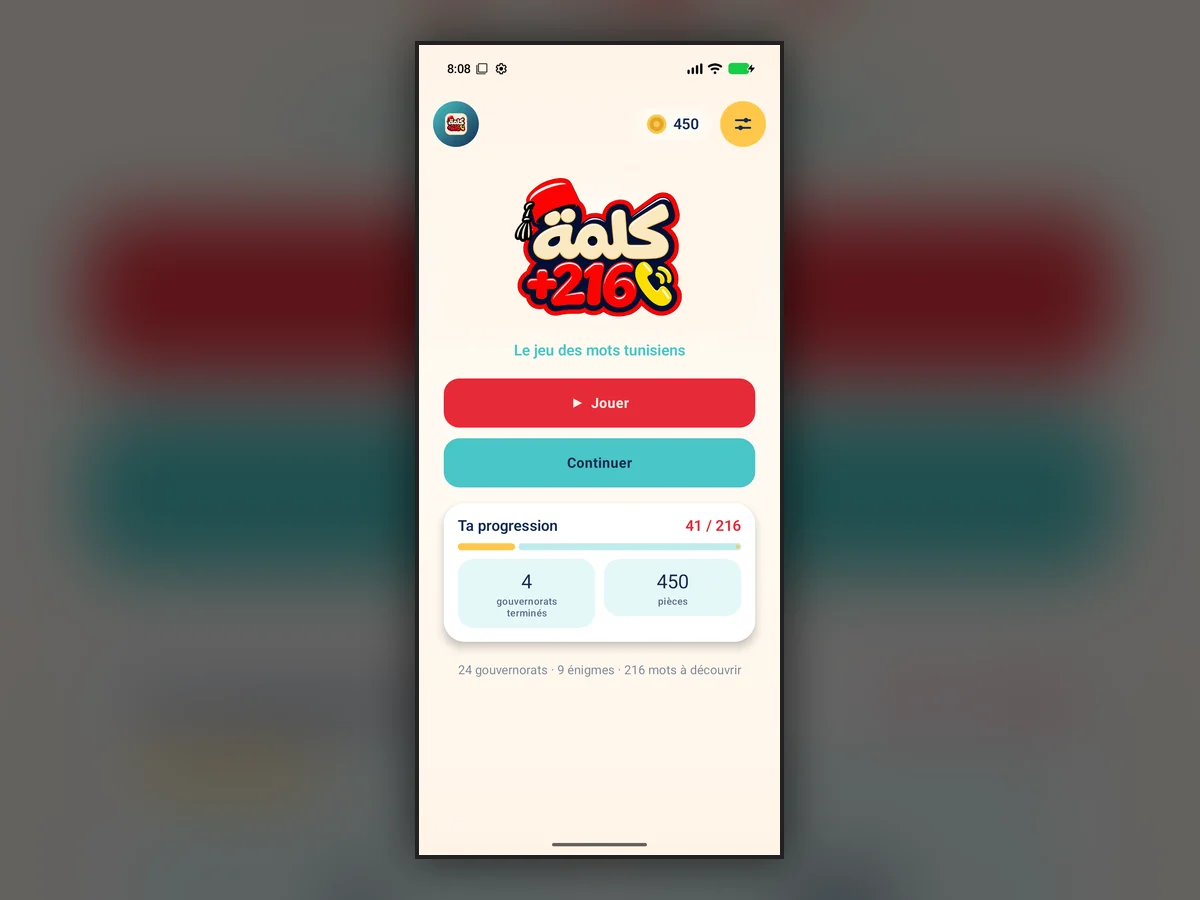 8:08
450
كلمة
+216
Le jeu des mots tunisiens
Jouer
Continuer
Ta progression
41 / 216
4
gouvernorats
terminés
450
pièces
24 gouvernorats · 9 énigmes · 216 mots à découvrir